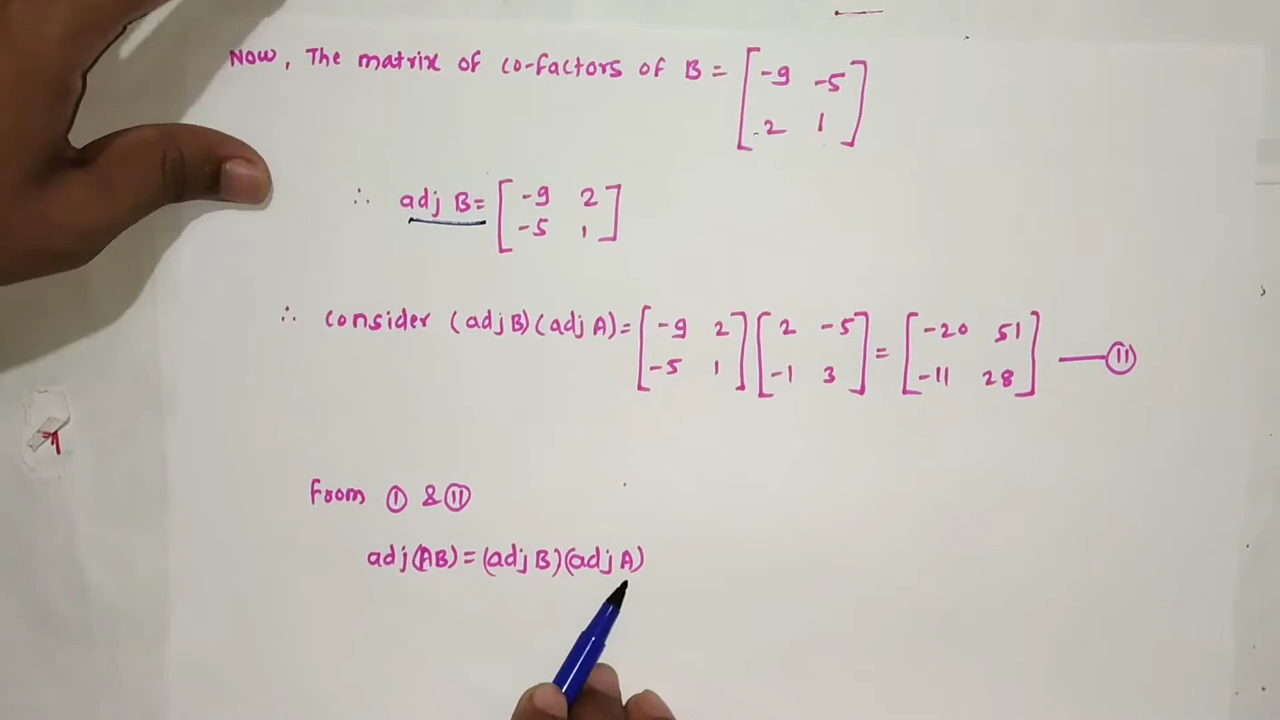 Now, The matrix of co-factors of B = [-9 -5
2 1]
∴ adj B = [-9 2
-5 1]
∴ consider (adj B)(adj A) = [-9 2 [2 -5 = [-20 51 — II
-5 1] -1 3] -11 28]
From I & II
adj(AB) = (adj B)(adj A)